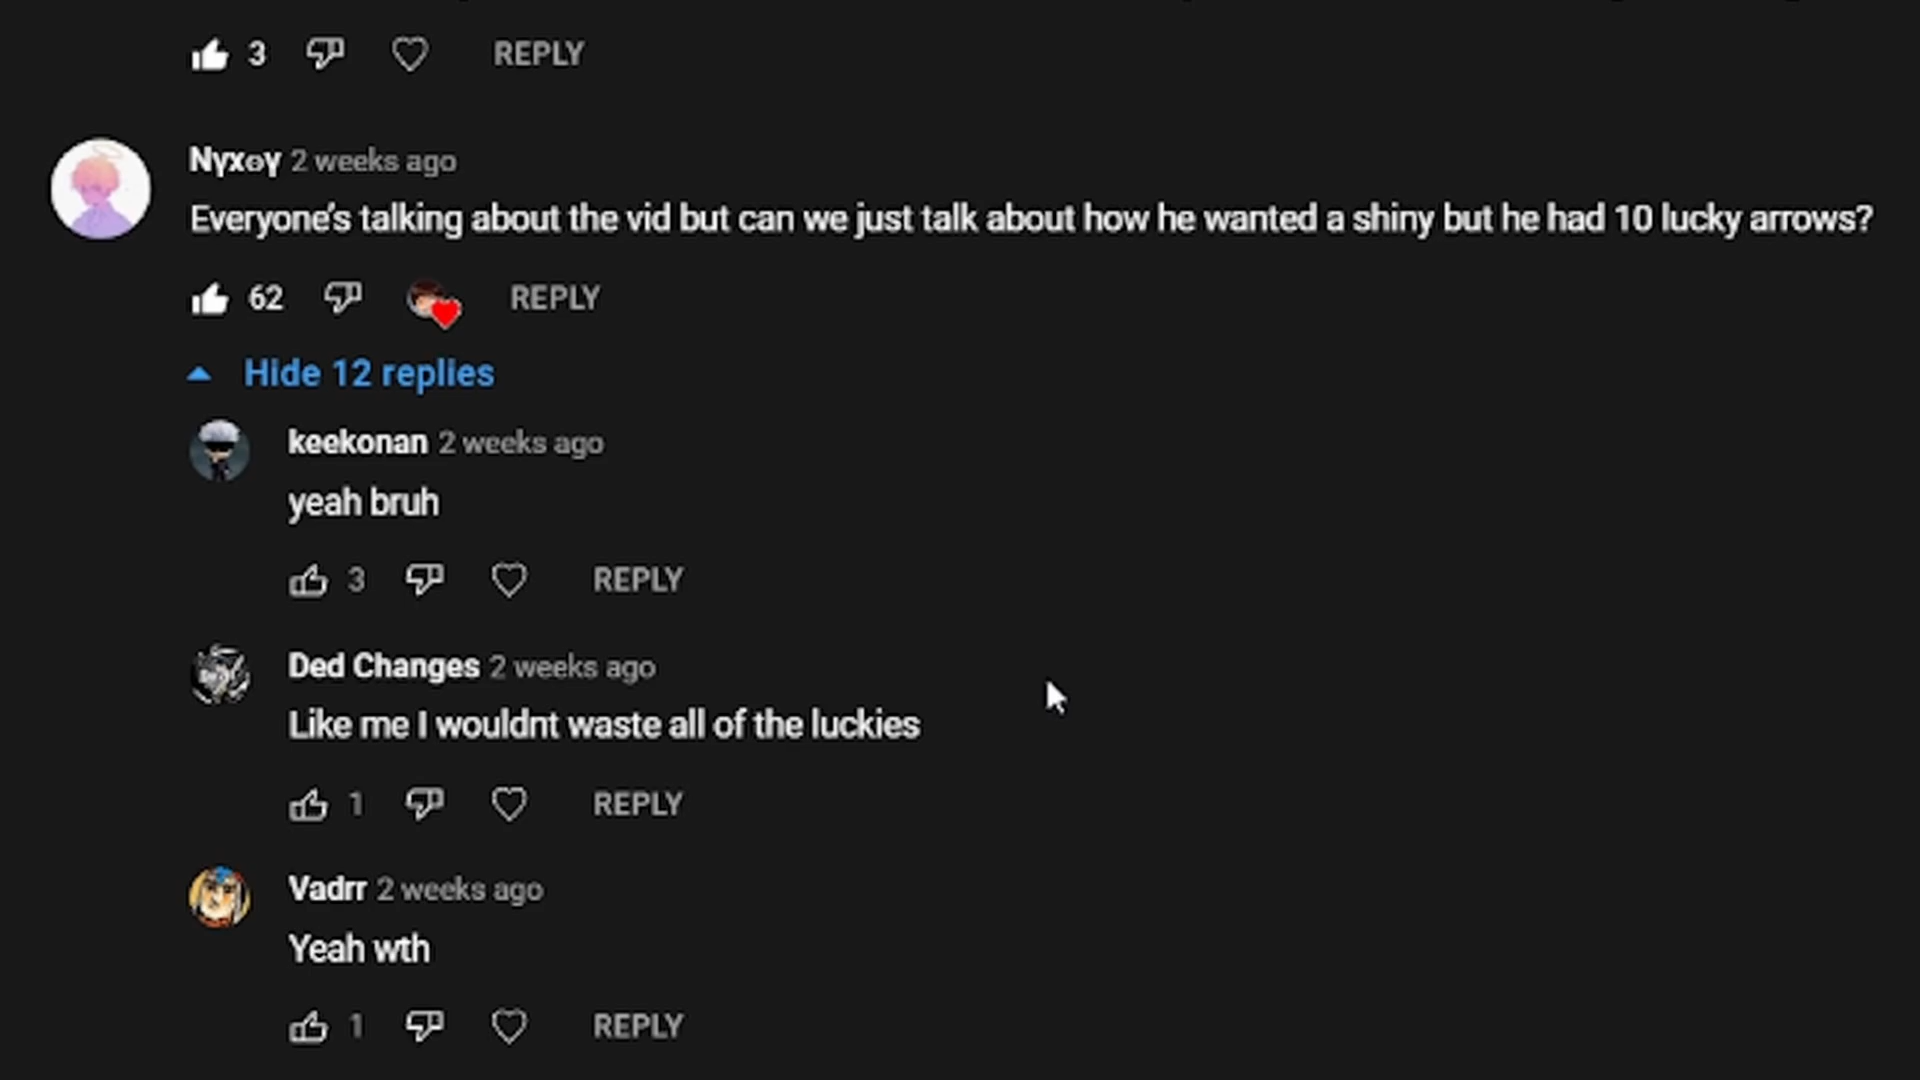 3 REPLY
Nγxѳγ 2 weeks ago
Everyone's talking about the vid but can we just talk about how he wanted a shiny but he had 10 lucky arrows?
62 REPLY
Hide 12 replies
keekonan 2 weeks ago
yeah bruh
3 REPLY
Ded Changes 2 weeks ago
Like me I wouldnt waste all of the luckies
1 REPLY
Vadrr 2 weeks ago
Yeah wth
1 REPLY